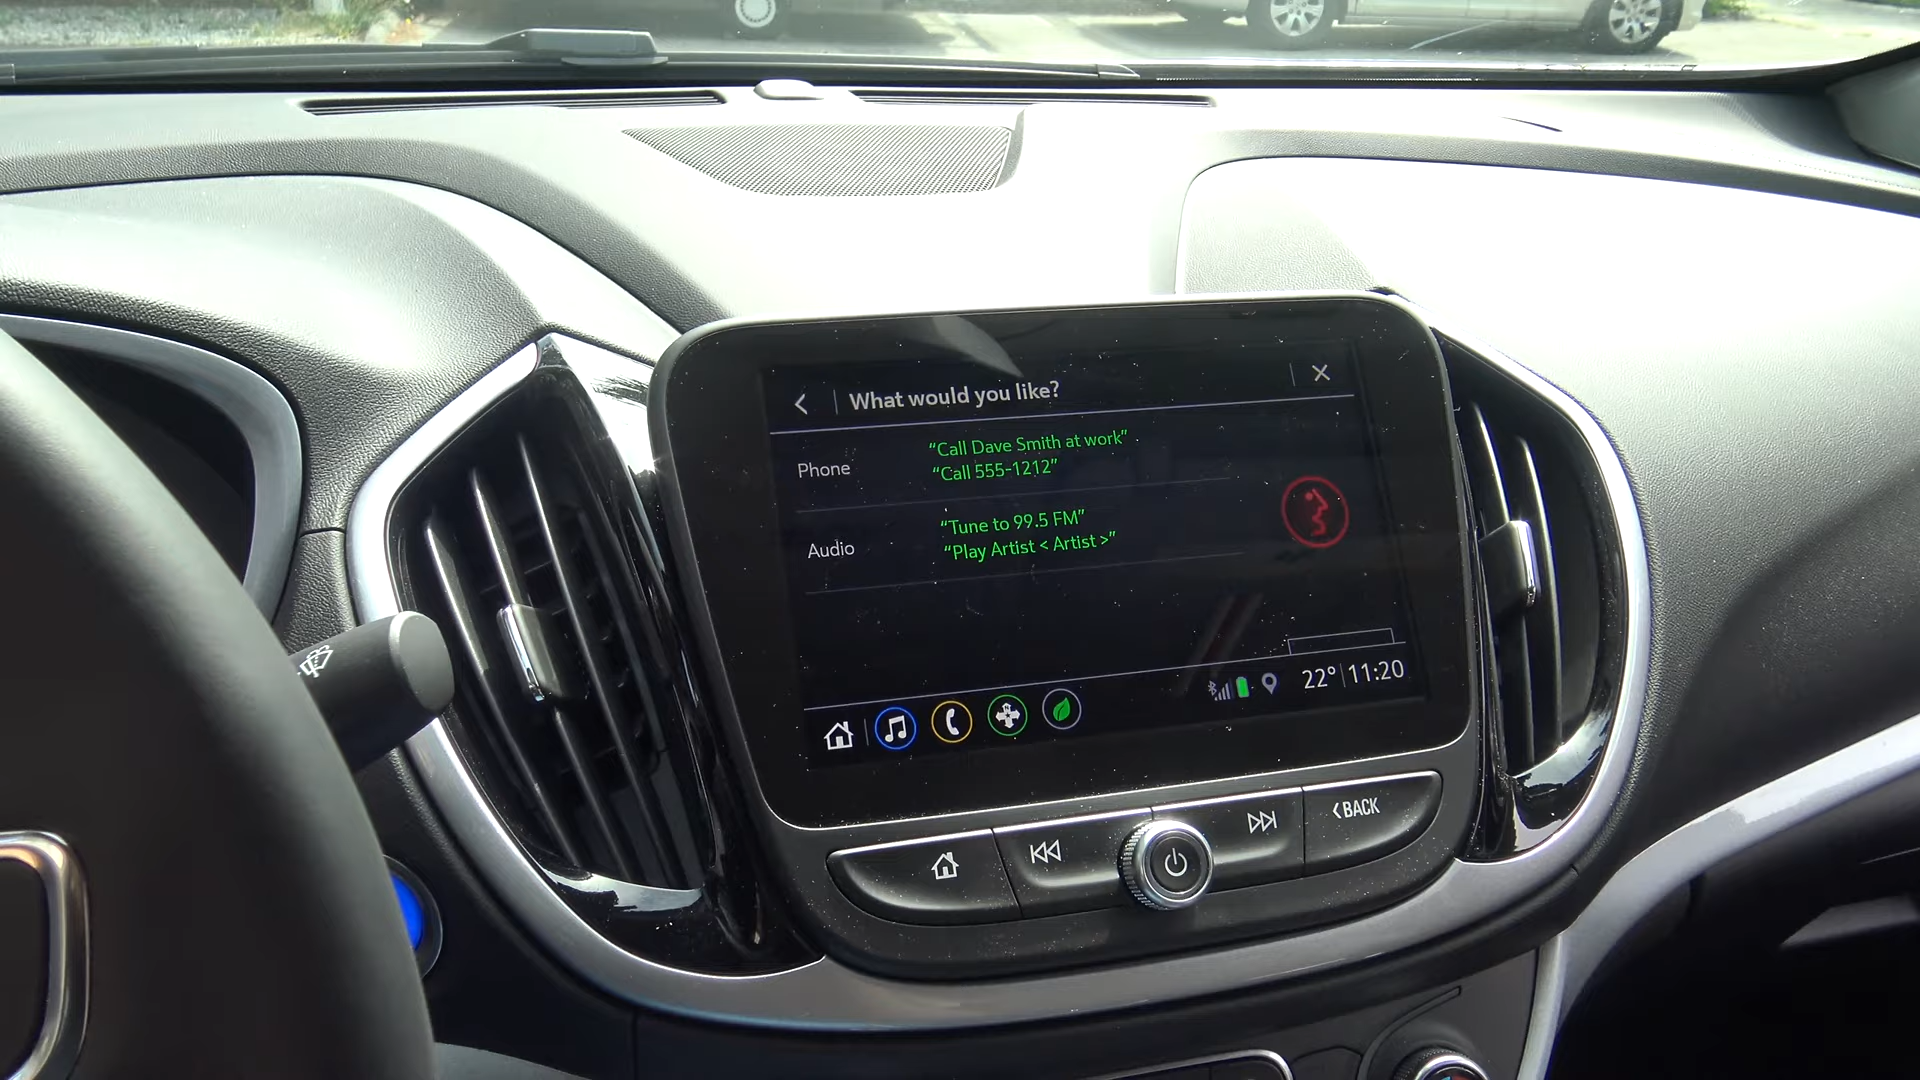 What would you like?
Phone
“Call Dave Smith at work”
“Call 555-1212”
Audio
“Tune to 99.5 FM”
“Play Artist < Artist >”
22° 11:20
BACK